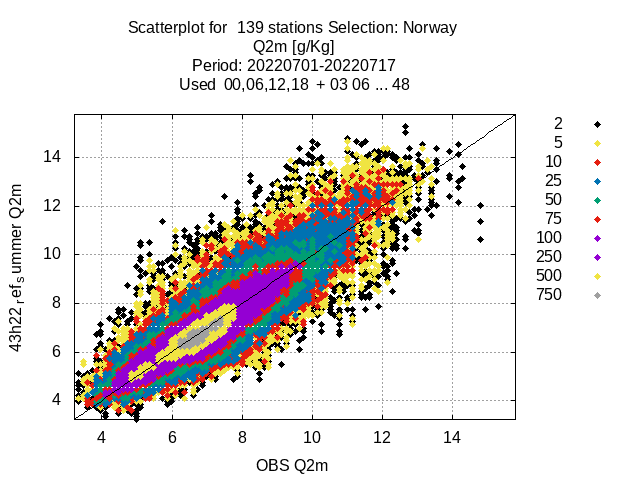 Scatterplot for  139 stations Selection: Norway
Q2m [g/Kg]
Period: 20220701-20220717
Used  00,06,12,18  + 03 06 ... 48
2
5
10
25
50
75
100
250
500
750
43h22_ref_summer Q2m
14
12
10
8
6
4
4 6 8 10 12 14
OBS Q2m